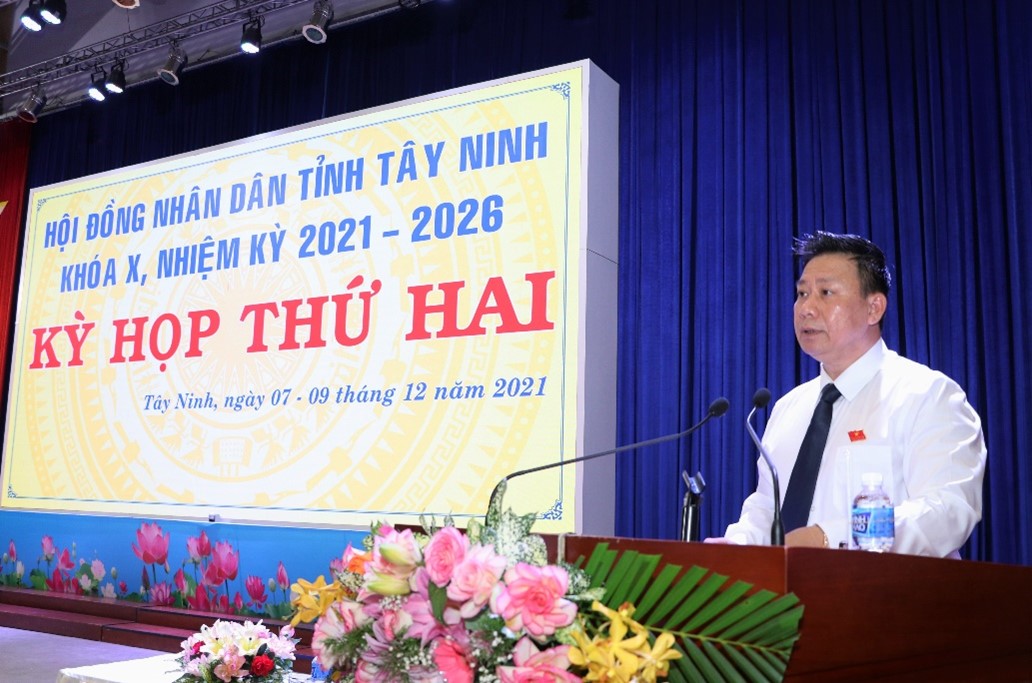 HỘI ĐỒNG NHÂN DÂN TỈNH TÂY NINH
KHÓA X, NHIỆM KỲ 2021 – 2026
KỲ HỌP THỨ HAI
Tây Ninh, ngày 07 - 09 tháng 12 năm 2021